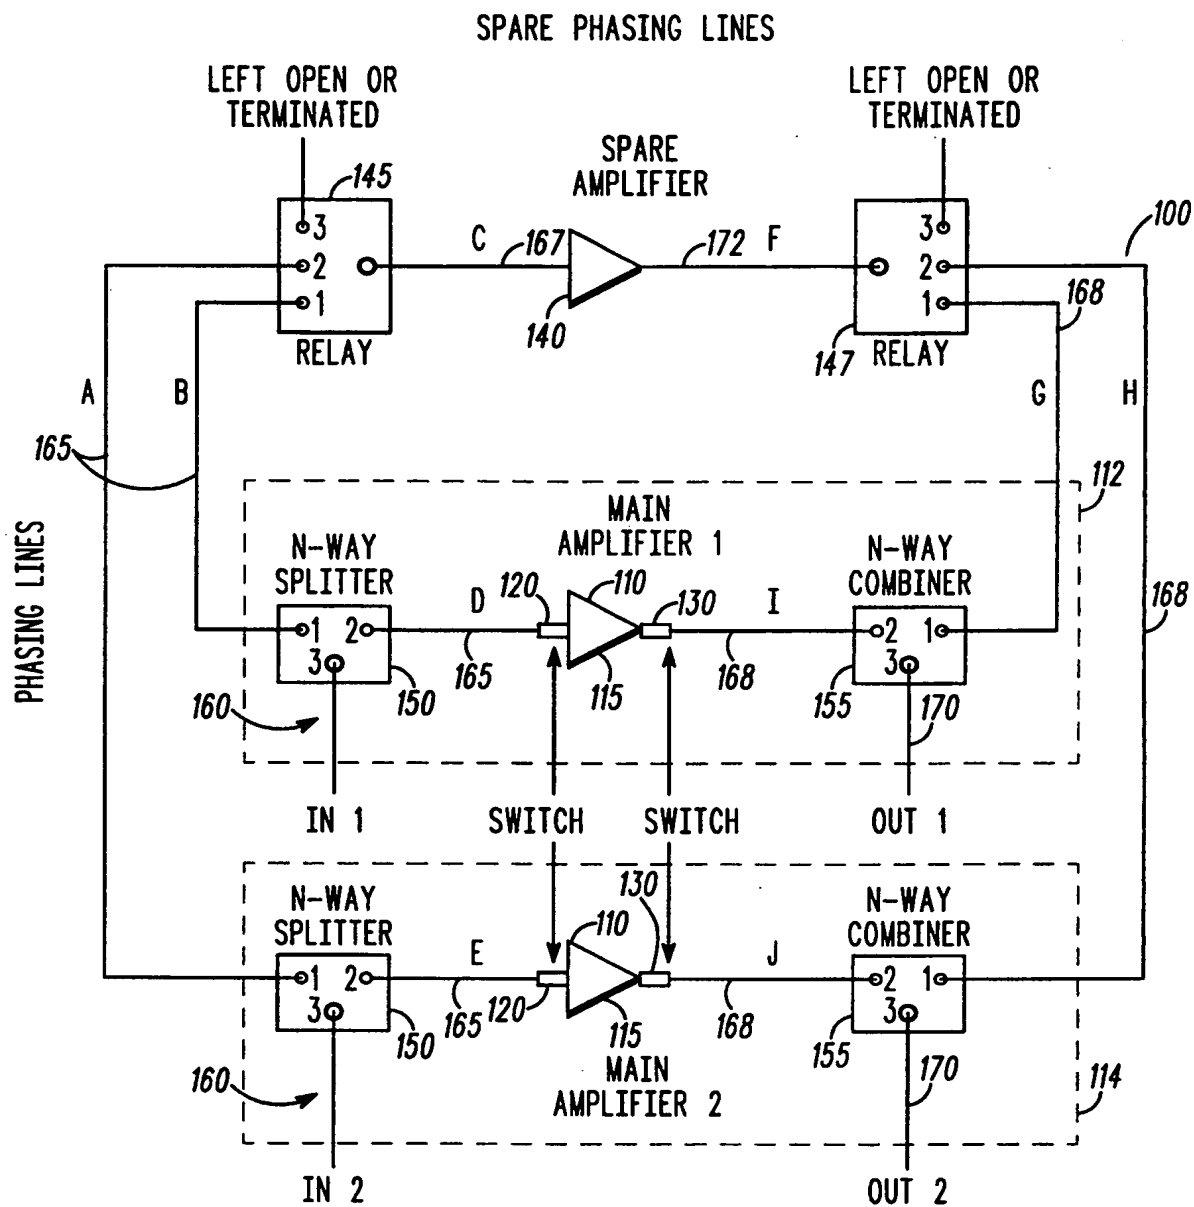 SPARE PHASING LINES
LEFT OPEN OR
TERMINATED
LEFT OPEN OR
TERMINATED
SPARE
AMPLIFIER
145
3
2
1
RELAY
C
167
140
172
F
3
2
1
147
RELAY
100
168
A
B
G
H
165
PHASING LINES
112
MAIN
AMPLIFIER 1
N-WAY
SPLITTER
N-WAY
COMBINER
1 2
3
D
165
120
110
115
130
I
168
2 1
3
155
150
160
170
168
IN 1
SWITCH
SWITCH
OUT 1
N-WAY
SPLITTER
N-WAY
COMBINER
1 2
3
E
165
120
110
115
130
J
168
2 1
3
155
150
160
170
MAIN
AMPLIFIER 2
114
IN 2
OUT 2